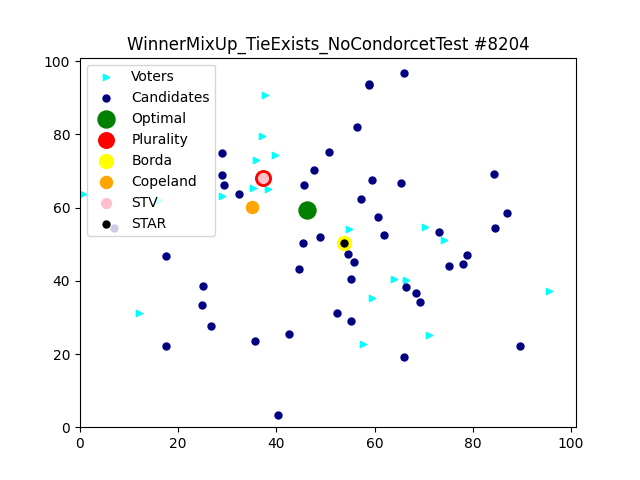 WinnerMixUp_TieExists_NoCondorcetTest #8204
100
80
60
40
20
0
0
20
40
60
80
100
Voters
Candidates
Optimal
Plurality
Borda
Copeland
STV
STAR